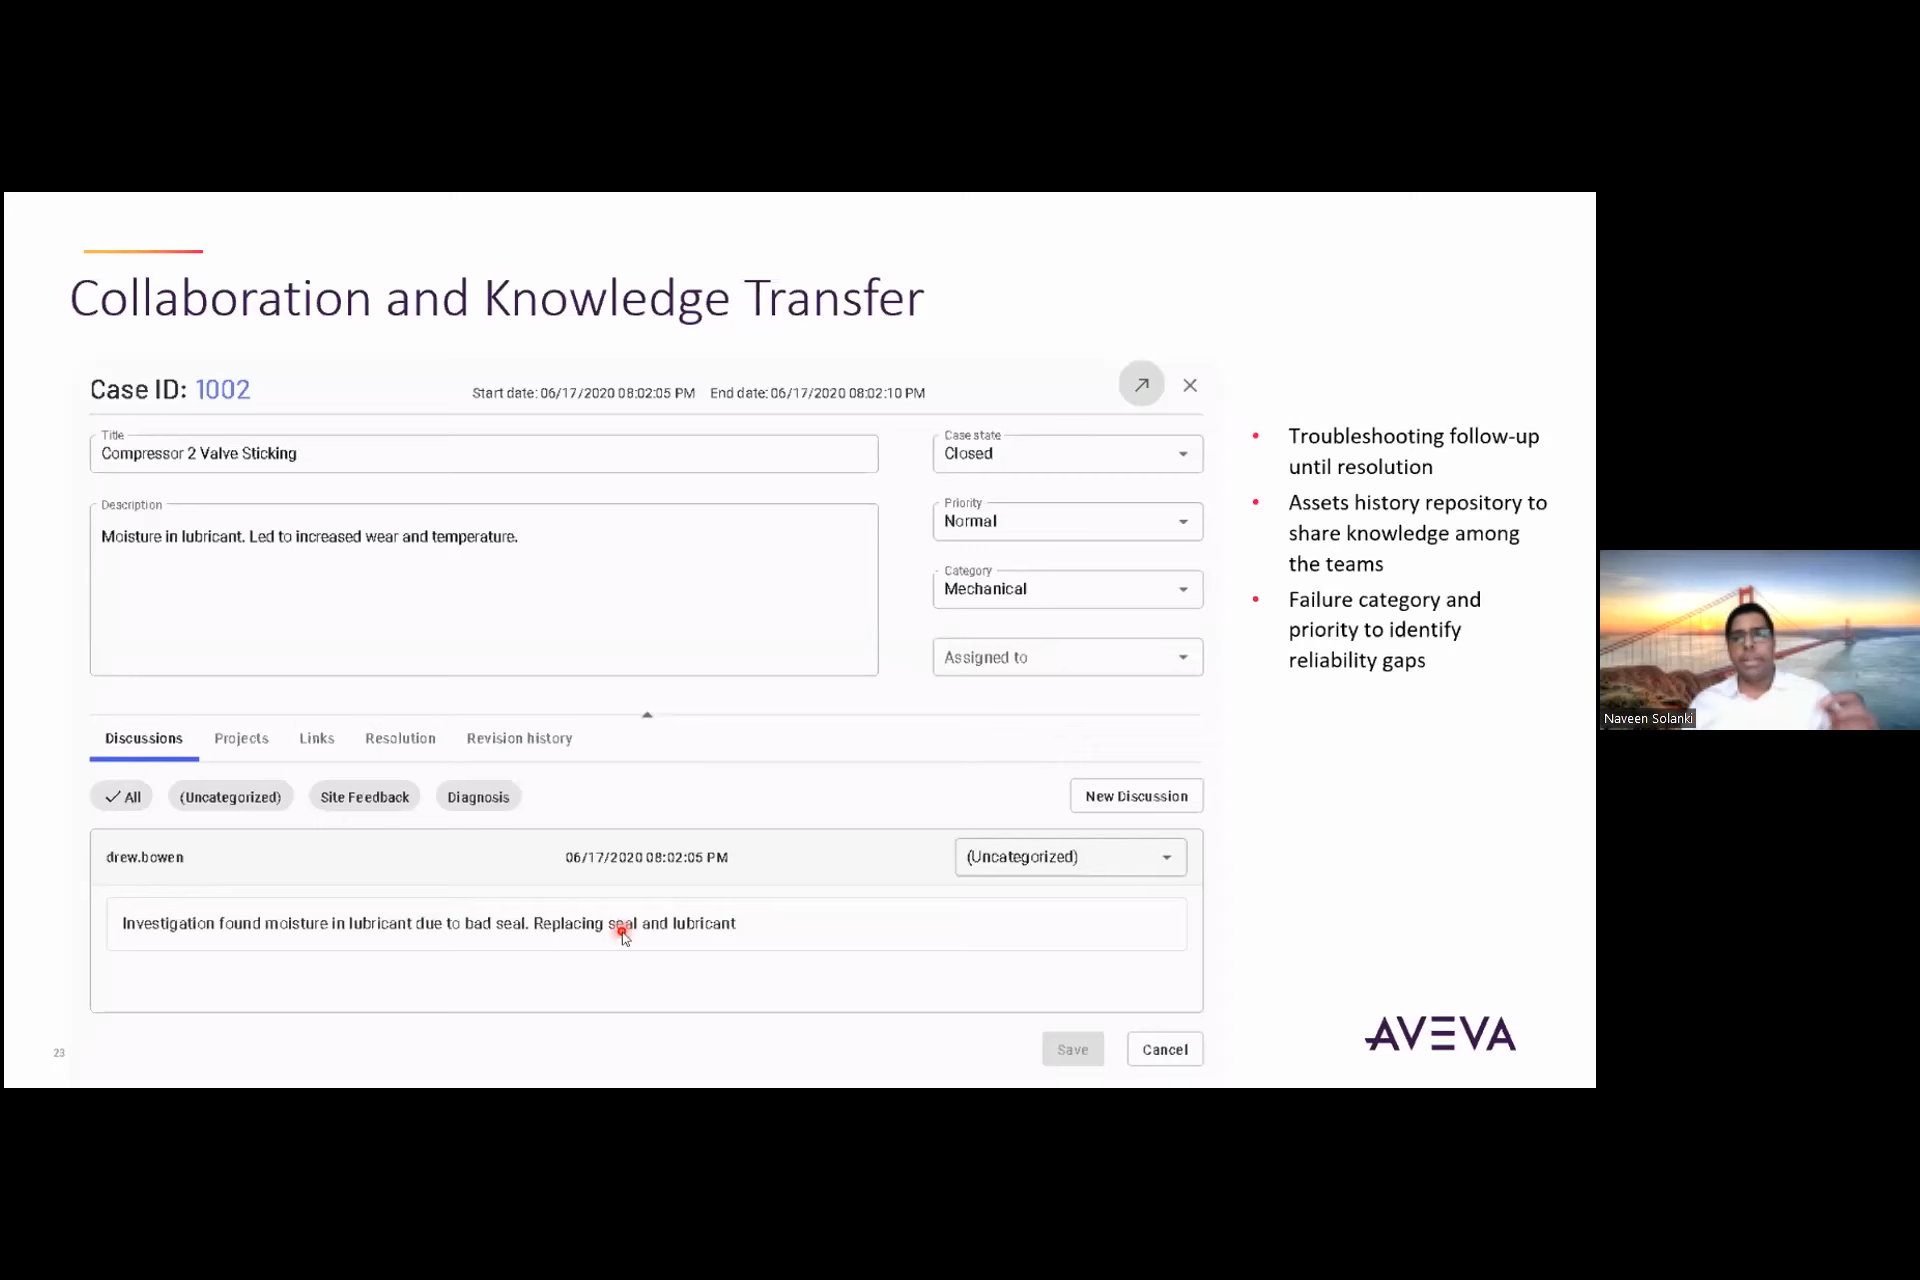 Collaboration and Knowledge Transfer
Case ID: 1002
Start date: 06/17/2020 08:02:05 PM End date: 06/17/2020 08:02:10 PM
Title
Compressor 2 Valve Sticking
Description
Moisture in lubricant. Led to increased wear and temperature.
Case state
Closed
Priority
Normal
Category
Mechanical
Assigned to
Discussions Projects Links Resolution Revision history
All (Uncategorized) Site Feedback Diagnosis New Discussion
drew.bowen 06/17/2020 08:02:05 PM (Uncategorized)
Investigation found moisture in lubricant due to bad seal. Replacing seal and lubricant
Save Cancel
• Troubleshooting follow-up
until resolution
• Assets history repository to
share knowledge among
the teams
• Failure category and
priority to identify
reliability gaps
23
AVEVA
Naveen Solanki